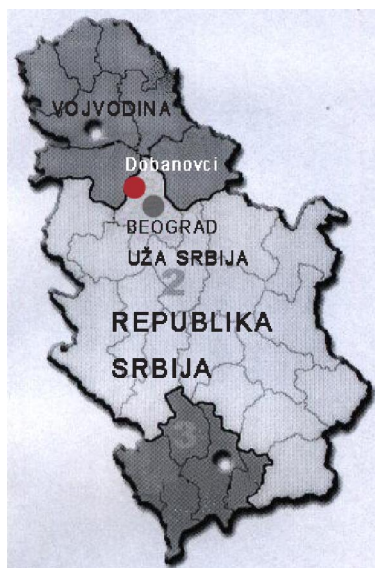 VOJVODINA
Dobanovci
BEOGRAD
UŽA SRBIJA
2
REPUBLIKA
SRBIJA
3